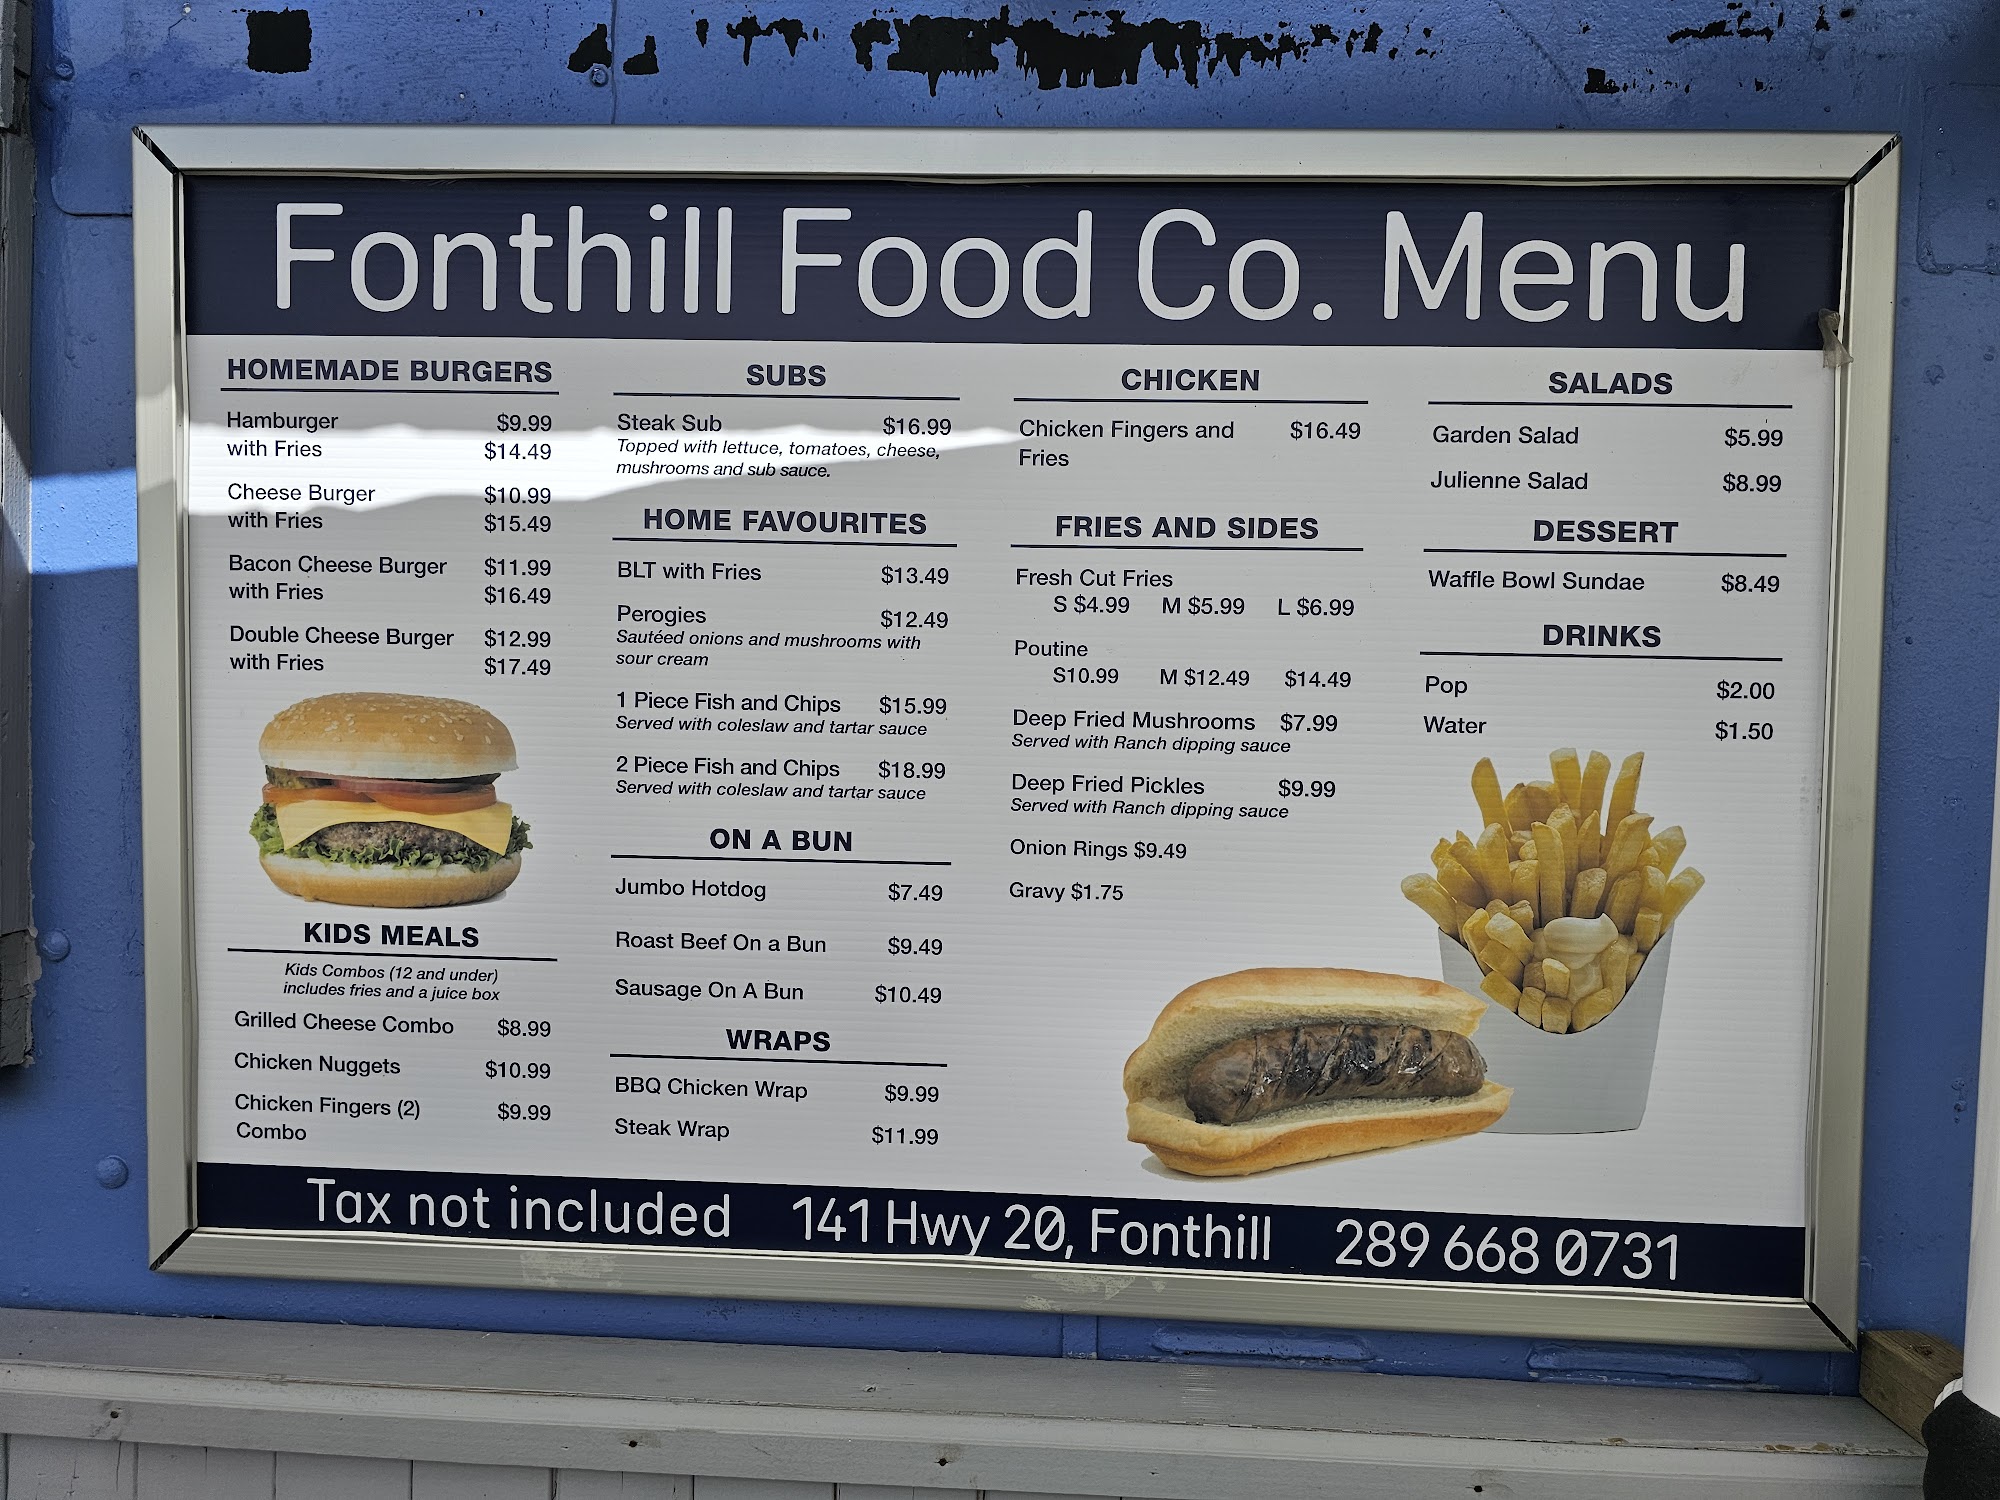 Fonthill Food Co. Menu
HOMEMADE BURGERS
Hamburger $9.99
with Fries $14.49
Cheese Burger $10.99
with Fries $15.49
Bacon Cheese Burger $11.99
with Fries $16.49
Double Cheese Burger $12.99
with Fries $17.49
KIDS MEALS
Kids Combos (12 and under)
includes fries and a juice box
Grilled Cheese Combo $8.99
Chicken Nuggets $10.99
Chicken Fingers (2) $9.99
Combo
SUBS
Steak Sub $16.99
Topped with lettuce, tomatoes, cheese,
mushrooms and sub sauce.
HOME FAVOURITES
BLT with Fries $13.49
Perogies $12.49
Sautéed onions and mushrooms with
sour cream
1 Piece Fish and Chips $15.99
Served with coleslaw and tartar sauce
2 Piece Fish and Chips $18.99
Served with coleslaw and tartar sauce
ON A BUN
Jumbo Hotdog $7.49
Roast Beef On a Bun $9.49
Sausage On A Bun $10.49
WRAPS
BBQ Chicken Wrap $9.99
Steak Wrap $11.99
CHICKEN
Chicken Fingers and $16.49
Fries
FRIES AND SIDES
Fresh Cut Fries
S $4.99 M $5.99 L $6.99
Poutine
S10.99 M $12.49 $14.49
Deep Fried Mushrooms $7.99
Served with Ranch dipping sauce
Deep Fried Pickles $9.99
Served with Ranch dipping sauce
Onion Rings $9.49
Gravy $1.75
SALADS
Garden Salad $5.99
Julienne Salad $8.99
DESSERT
Waffle Bowl Sundae $8.49
DRINKS
Pop $2.00
Water $1.50
Tax not included 141 Hwy 20, Fonthill 289 668 0731